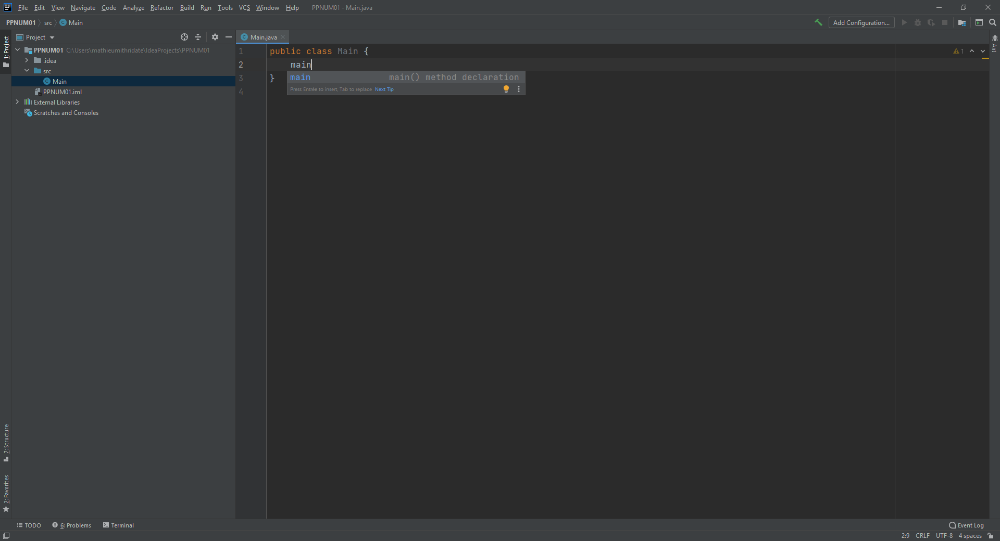 IJ File Edit View Navigate Code Analyze Refactor Build Run Tools VCS Window Help PPNUM01 - Main.java
PPNUM01 src C Main Add Configuration...
1: Project
Project
PPNUM01 C:\Users\mathieumithridate\IdeaProjects\PPNUM01
.idea
src
C Main
PPNUM01.iml
External Libraries
Scratches and Consoles
7: Structure
2: Favorites
C Main.java
1 public class Main {
2 main
3 }
4
main main() method declaration
Press Entrée to insert, Tab to replace Next Tip
1
Ant
TODO 6: Problems Terminal Event Log
2:9 CRLF UTF-8 4 spaces